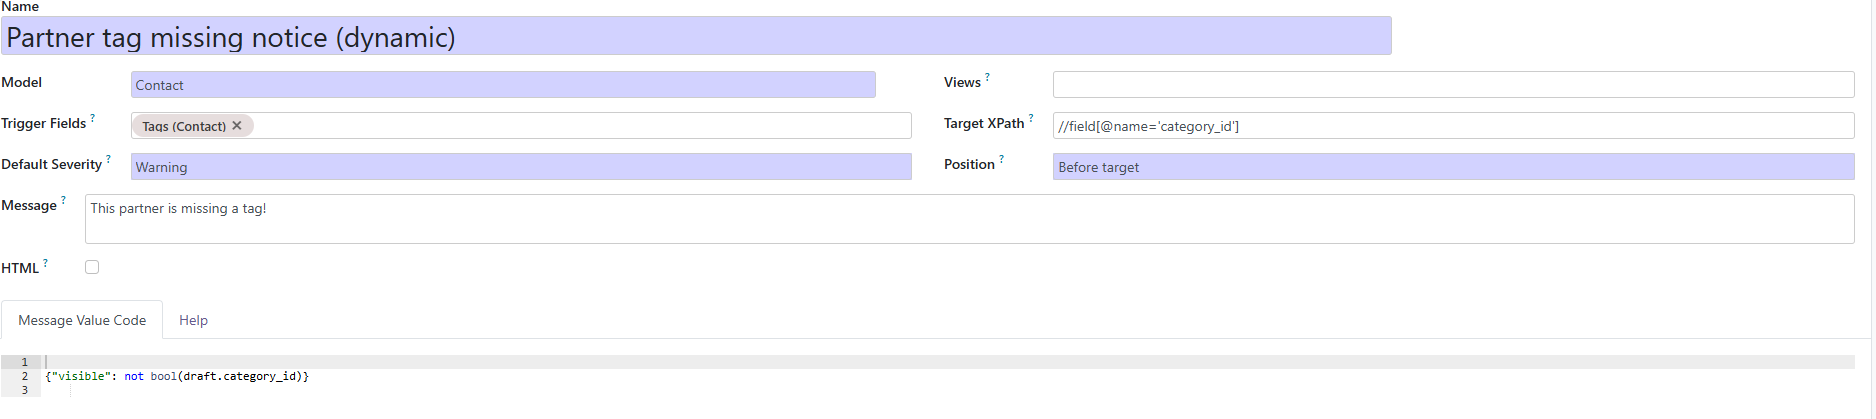 Name
Partner tag missing notice (dynamic)
Model
Contact
Views ?
Trigger Fields ?
Tags (Contact) ✕
Target XPath ?
//field[@name='category_id']
Default Severity ?
Warning
Position ?
Before target
Message ?
This partner is missing a tag!
HTML ?
Message Value Code
Help
1
2 {"visible": not bool(draft.category_id)}
3